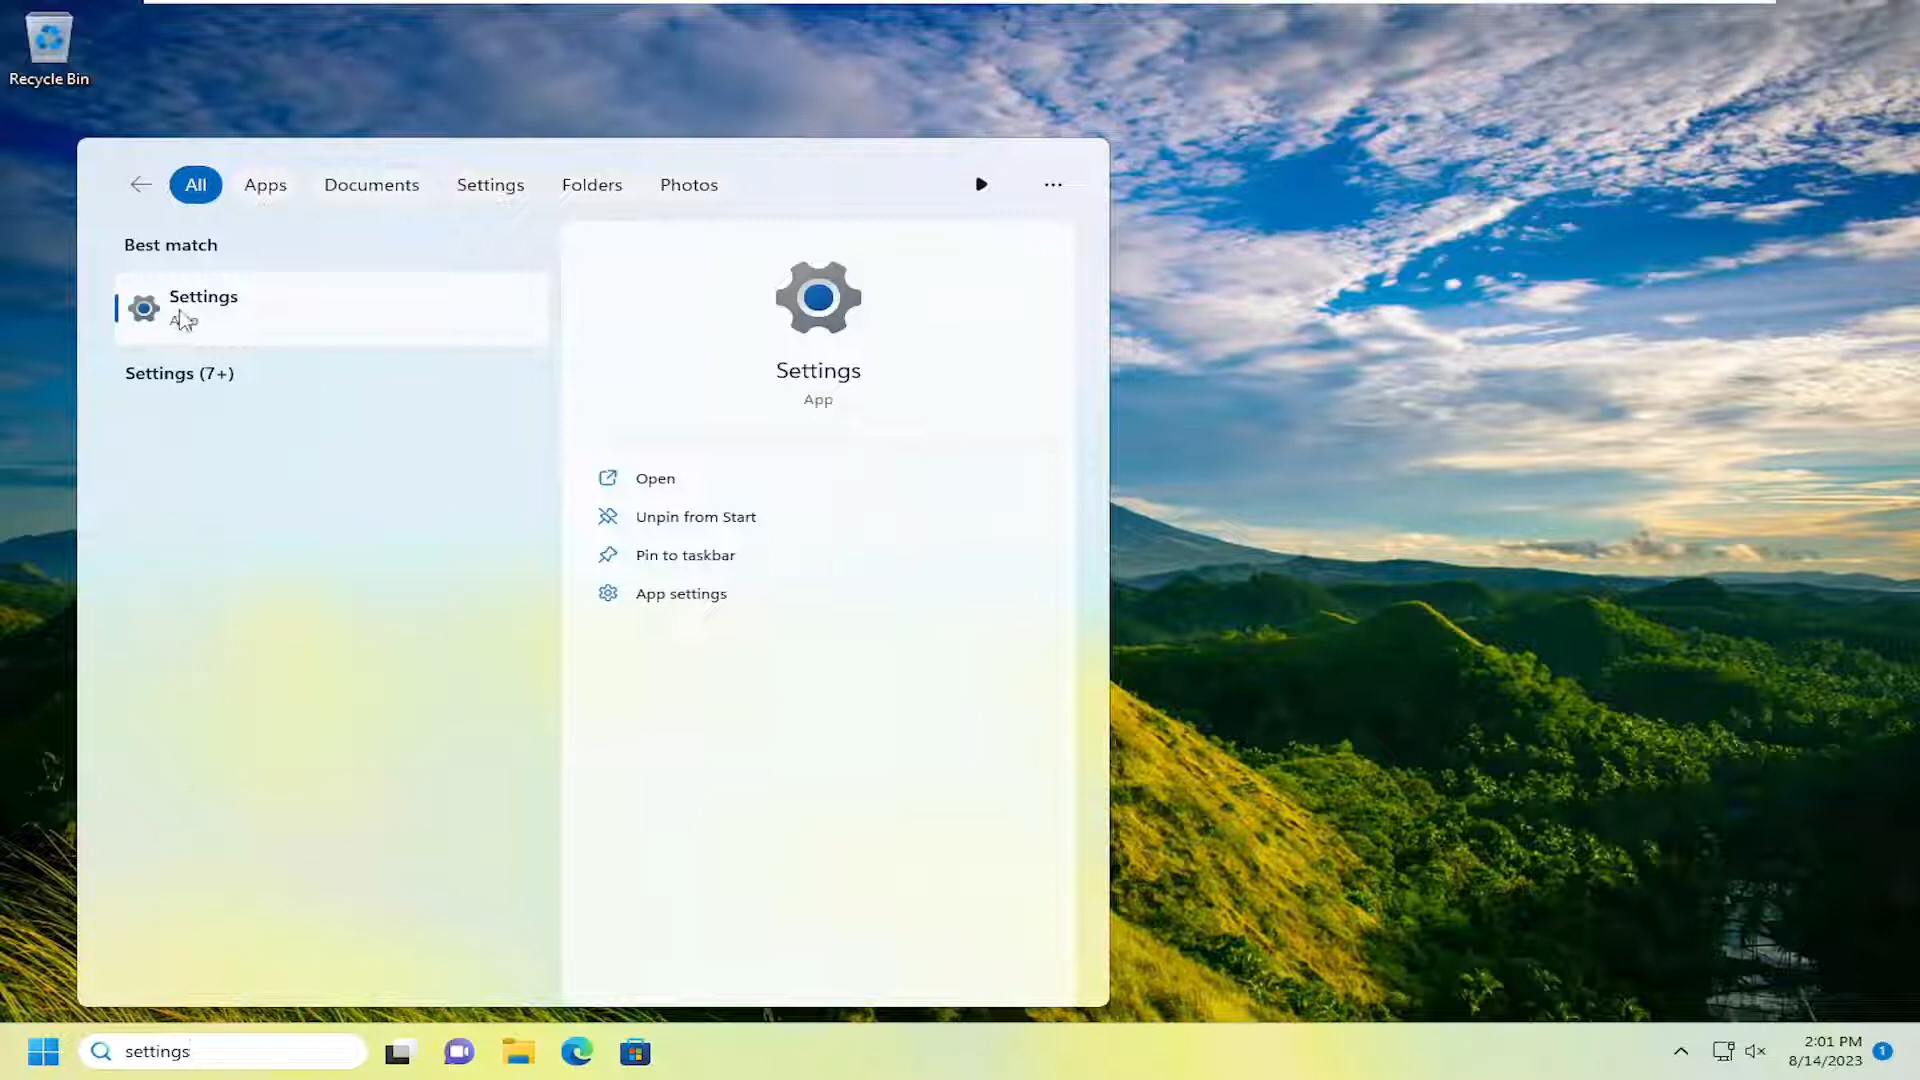 Recycle Bin
All Apps Documents Settings Folders Photos
Best match
Settings
Settings (7+)
Settings
App
Open
Unpin from Start
Pin to taskbar
App settings
settings
2:01 PM
8/14/2023
1